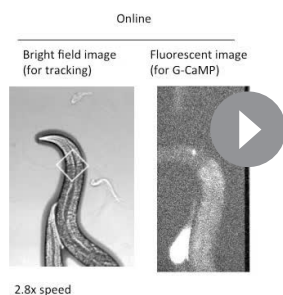 Online
Bright field image
(for tracking)
Fluorescent image
(for G-CaMP)
2.8x speed